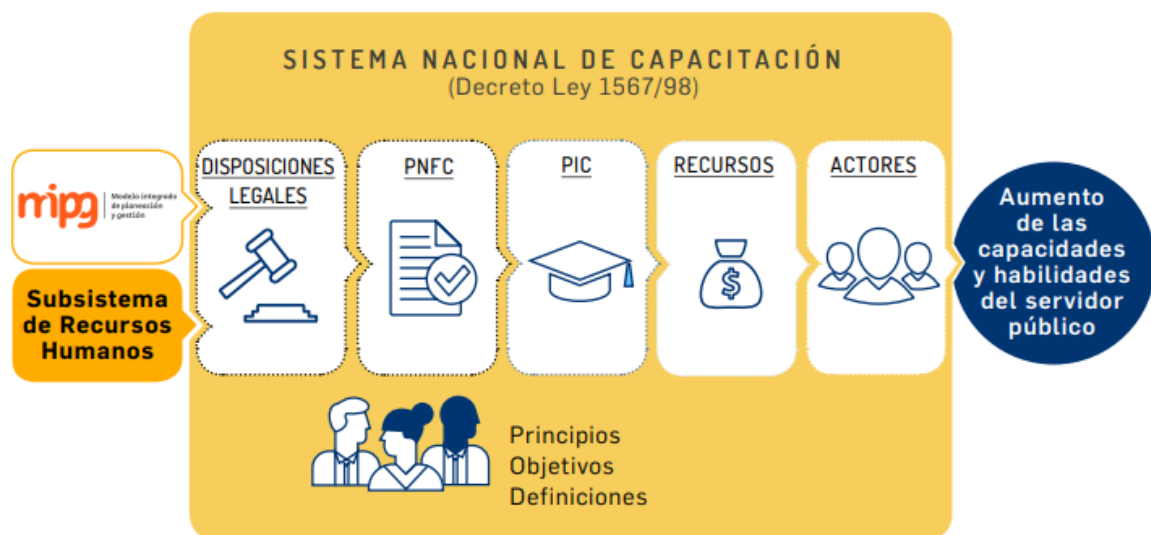 SISTEMA NACIONAL DE CAPACITACIÓN
(Decreto Ley 1567/98)
mipg
Modelo integrado
de planeación
y gestión
Subsistema
de Recursos
Humanos
DISPOSICIONES
LEGALES
PNFC
PIC
RECURSOS
$
ACTORES
Aumento
de las
capacidades
y habilidades
del servidor
público
Principios
Objetivos
Definiciones